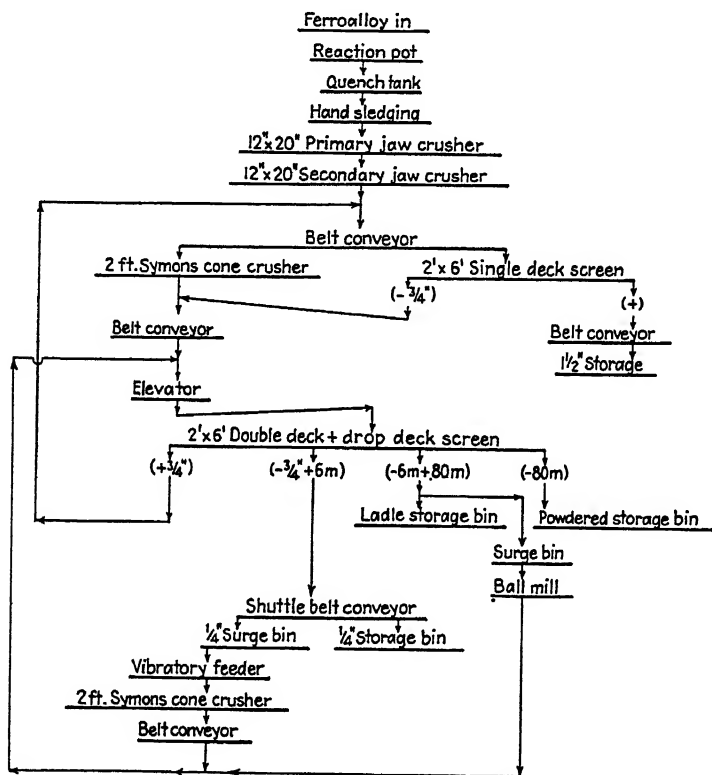 Ferroalloy in
Reaction pot
Quench tank
Hand sledging
12"x20" Primary jaw crusher
12"x20" Secondary jaw crusher
Belt conveyor
2 ft. Symons cone crusher
2'x6' Single deck screen
(-3/4")
(+)
Belt conveyor
Belt conveyor
1 1/2" Storage
Elevator
2'x6' Double deck + drop deck screen
(+3/4")
(-3/4"+6m)
(-6m+80m)
(-80m)
Ladle storage bin
Powdered storage bin
Surge bin
Ball mill
Shuttle belt conveyor
1/4" Surge bin
1/4" Storage bin
Vibratory feeder
2 ft. Symons cone crusher
Belt conveyor